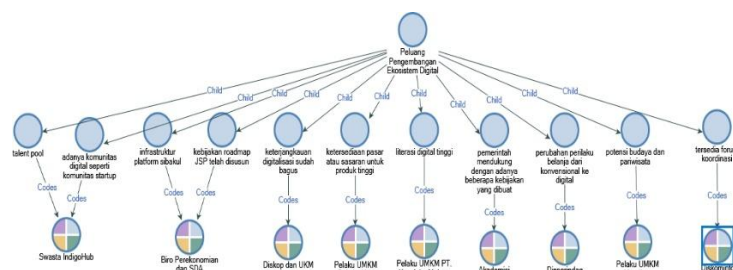 Peluang
Pengembangan
Ekosistem Digital
Child
Child
Child
Child
Child
Child
Child
Child
Child
Child
Child
talent pool
adanya komunitas
digital seperti
komunitas startup
infrastruktur
platform sibakul
kebijakan roadmap
JSP telah disusun
keterjangkauan
digitalisasi sudah
bagus
ketersediaan pasar
atau sasaran untuk
produk tinggi
literasi digital tinggi
pemerintah
mendukung
dengan adanya
beberapa kebijakan
yang dibuat
perubahan perilaku
belanja dari
konvensional ke
digital
potensi budaya dan
pariwisata
tersedia forum
koordinasi
Codes
Codes
Codes
Codes
Codes
Codes
Codes
Codes
Codes
Codes
Codes
Swasta IndigoHub
Biro Perekonomian
dan SDA
Diskop dan UKM
Pelaku UMKM
Pelaku UMKM PT.
Akademisi
Pelaku UMKM